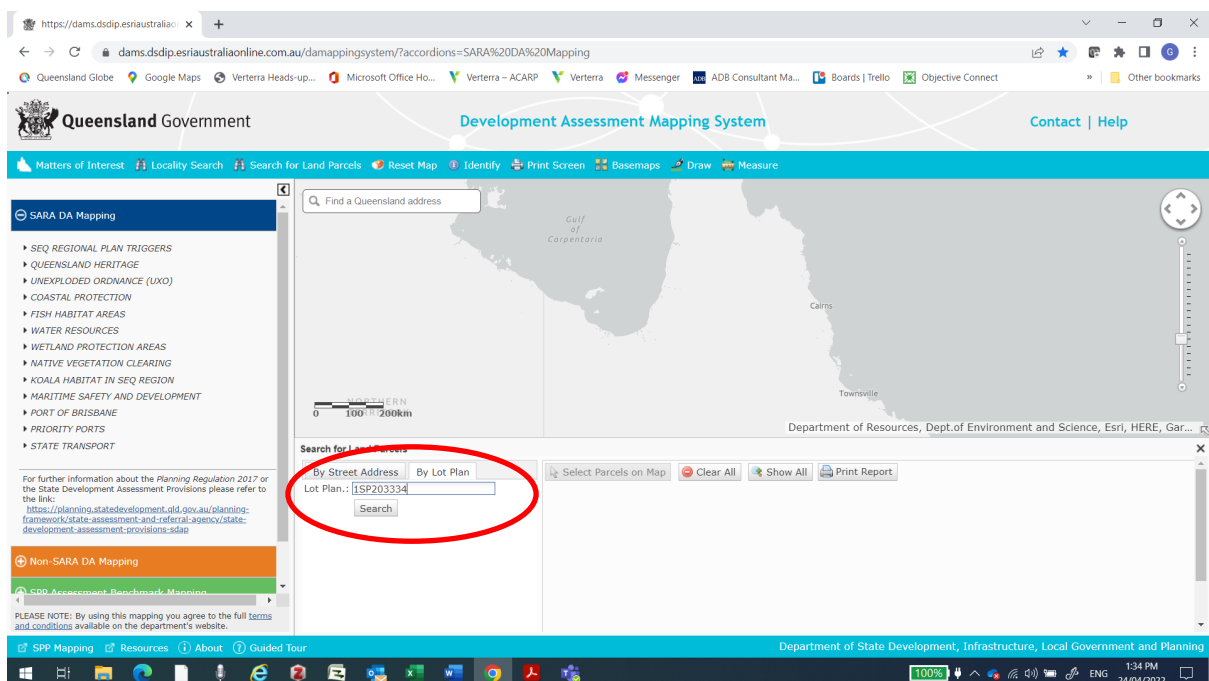 https://dams.dsdip.esriaustraliao
dams.dsdip.esriaustraliaonline.com.au/damappingsystem/?accordions=SARA%20DA%20Mapping
Queensland Globe Google Maps Verterra Heads-up... Microsoft Office Ho... Verterra – ACARP Verterra Messenger ADB ADB Consultant Ma... Boards | Trello Objective Connect » Other bookmarks
Queensland Government
Development Assessment Mapping System
Contact | Help
Matters of Interest Locality Search Search for Land Parcels Reset Map Identify Print Screen Basemaps Draw Measure
SARA DA Mapping
SEQ REGIONAL PLAN TRIGGERS
QUEENSLAND HERITAGE
UNEXPLODED ORDNANCE (UXO)
COASTAL PROTECTION
FISH HABITAT AREAS
WATER RESOURCES
WETLAND PROTECTION AREAS
NATIVE VEGETATION CLEARING
KOALA HABITAT IN SEQ REGION
MARITIME SAFETY AND DEVELOPMENT
PORT OF BRISBANE
PRIORITY PORTS
STATE TRANSPORT
For further information about the Planning Regulation 2017 or
the State Development Assessment Provisions please refer to
the link:
https://planning.statedevelopment.qld.gov.au/planning-
framework/state-assessment-and-referral-agency/state-
development-assessment-provisions-sdap
Non-SARA DA Mapping
SPP Assessment Benchmark Mapping
PLEASE NOTE: By using this mapping you agree to the full terms
and conditions available on the department's website.
Find a Queensland address
Gulf
of
Carpentaria
Cairns
Townsville
NORTHERN
0 100 200km
Department of Resources, Dept.of Environment and Science, Esri, HERE, Gar...
Search for Land Parcels
By Street Address By Lot Plan
Select Parcels on Map Clear All Show All Print Report
Lot Plan.: 1SP203334
Search
SPP Mapping Resources About Guided Tour
Department of State Development, Infrastructure, Local Government and Planning
100% ENG 1:34 PM
24/04/2022